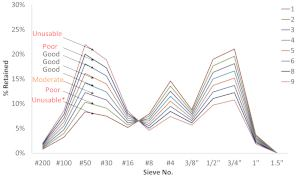 30%
25%
20%
15%
10%
5%
0%
% Retained
Unusable
Poor
Good
Good
Good
Moderate
Poor
Unusable
#200
#100
#50
#30
#16
#8
#4
3/8"
1/2"
3/4"
1"
1.5"
Sieve No.
1
2
3
4
5
6
8
9